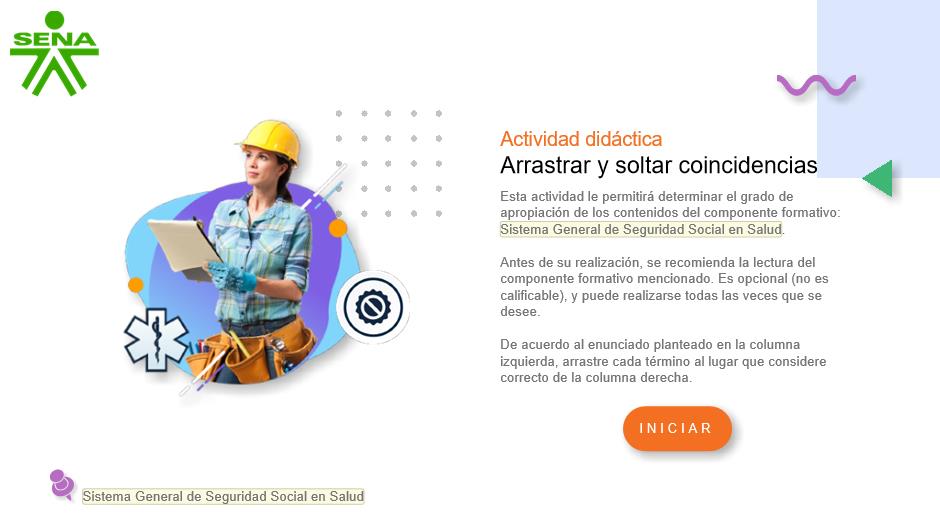 SENA
Actividad didáctica
Arrastrar y soltar coincidencias
Esta actividad le permitirá determinar el grado de
apropiación de los contenidos del componente formativo:
Sistema General de Seguridad Social en Salud.
Antes de su realización, se recomienda la lectura del
componente formativo mencionado. Es opcional (no es
calificable), y puede realizarse todas las veces que se
desee.
De acuerdo al enunciado planteado en la columna
izquierda, arrastre cada término al lugar que considere
correcto de la columna derecha.
INICIAR
Sistema General de Seguridad Social en Salud